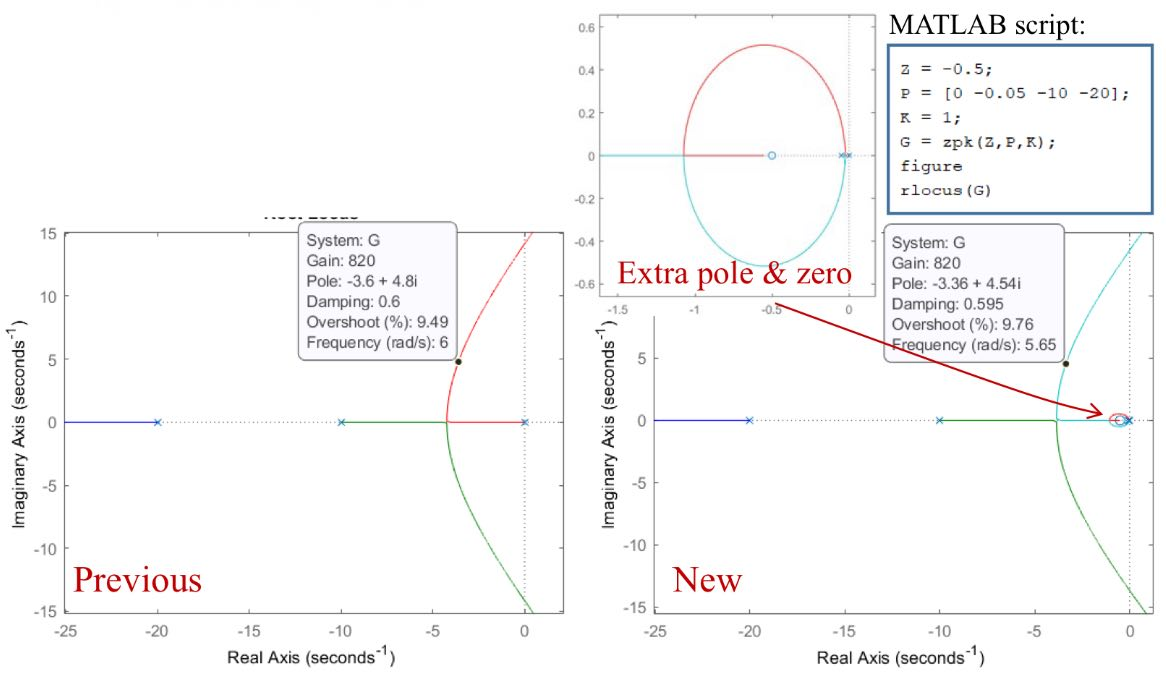 MATLAB script:
Z = -0.5;
P = [0 -0.05 -10 -20];
K = 1;
G = zpk(Z,P,K);
figure
rlocus(G)
0.6
0.4
0.2
0
-0.2
-0.4
-0.6
-1.5
-1
-0.5
0
Extra pole & zero
Root Locus
System: G
Gain: 820
Pole: -3.6 + 4.8i
Damping: 0.6
Overshoot (%): 9.49
Frequency (rad/s): 6
15
10
5
0
-5
-10
-15
-25
-20
-15
-10
-5
0
Imaginary Axis (seconds⁻¹)
Real Axis (seconds⁻¹)
Previous
System: G
Gain: 820
Pole: -3.36 + 4.54i
Damping: 0.595
Overshoot (%): 9.76
Frequency (rad/s): 5.65
5
0
-5
-10
-15
-25
-20
-15
-10
-5
0
Imaginary Axis (seconds⁻¹)
Real Axis (seconds⁻¹)
New